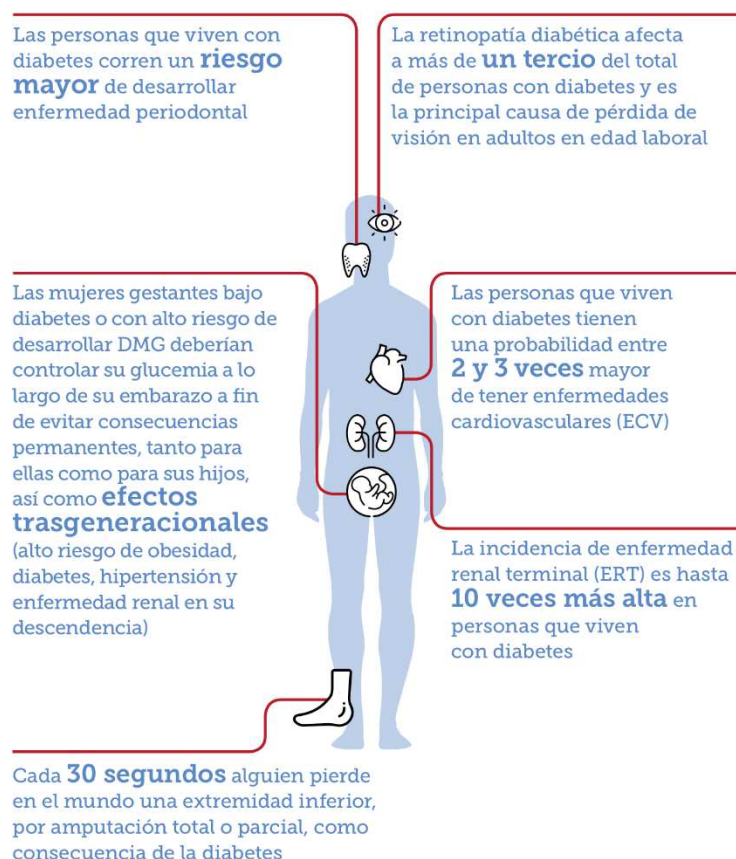 Las personas que viven con
diabetes corren un riesgo
mayor de desarrollar
enfermedad periodontal
La retinopatía diabética afecta
a más de un tercio del total
de personas con diabetes y es
la principal causa de pérdida de
visión en adultos en edad laboral
Las mujeres gestantes bajo
diabetes o con alto riesgo de
desarrollar DMG deberían
controlar su glucemia a lo
largo de su embarazo a fin
de evitar consecuencias
permanentes, tanto para
ellas como para sus hijos,
así como efectos
trasgeneracionales
(alto riesgo de obesidad,
diabetes, hipertensión y
enfermedad renal en su
descendencia)
Las personas que viven
con diabetes tienen
una probabilidad entre
2 y 3 veces mayor
de tener enfermedades
cardiovasculares (ECV)
La incidencia de enfermedad
renal terminal (ERT) es hasta
10 veces más alta en
personas que viven
con diabetes
Cada 30 segundos alguien pierde
en el mundo una extremidad inferior,
por amputación total o parcial, como
consecuencia de la diabetes